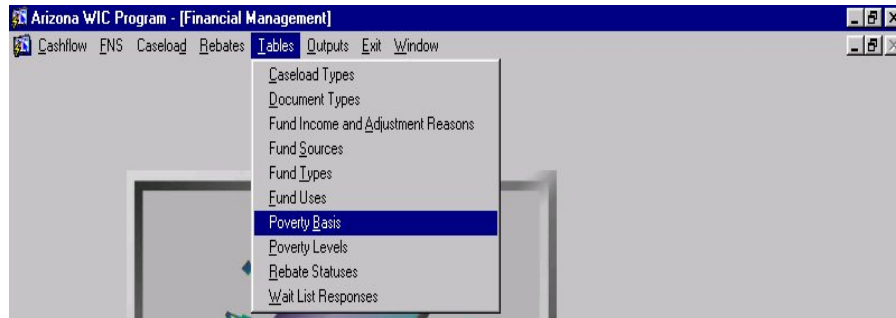 Arizona WIC Program - [Financial Management]
Cashflow FNS Caseload Rebates Tables Outputs Exit Window
Caseload Types
Document Types
Fund Income and Adjustment Reasons
Fund Sources
Fund Types
Fund Uses
Poverty Basis
Poverty Levels
Rebate Statuses
Wait List Responses